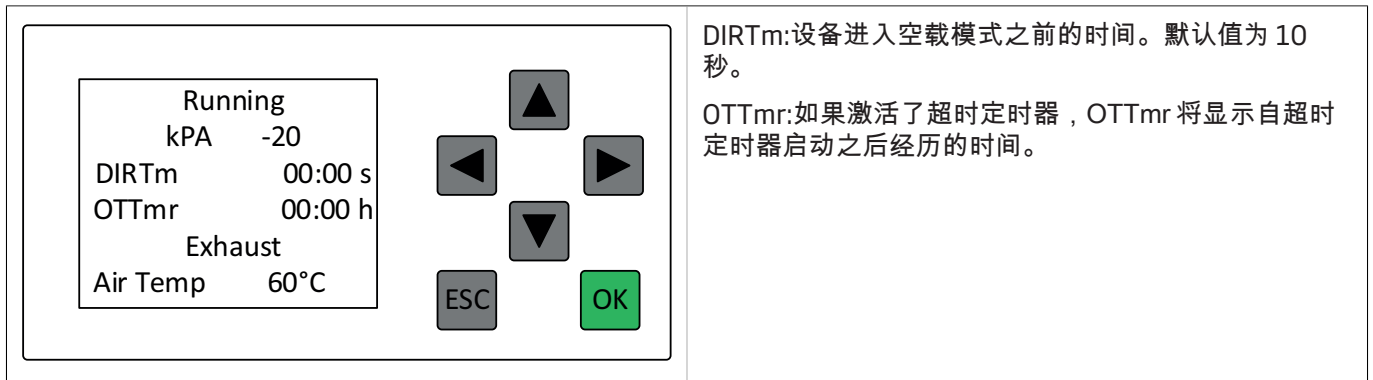 Running
kPA -20
DIRTm 00:00 s
OTTmr 00:00 h
Exhaust
Air Temp 60°C
ESC
OK
DIRTm:设备进入空载模式之前的时间。默认值为 10
秒。
OTTmr:如果激活了超时定时器，OTTmr 将显示自超时
定时器启动之后经历的时间。